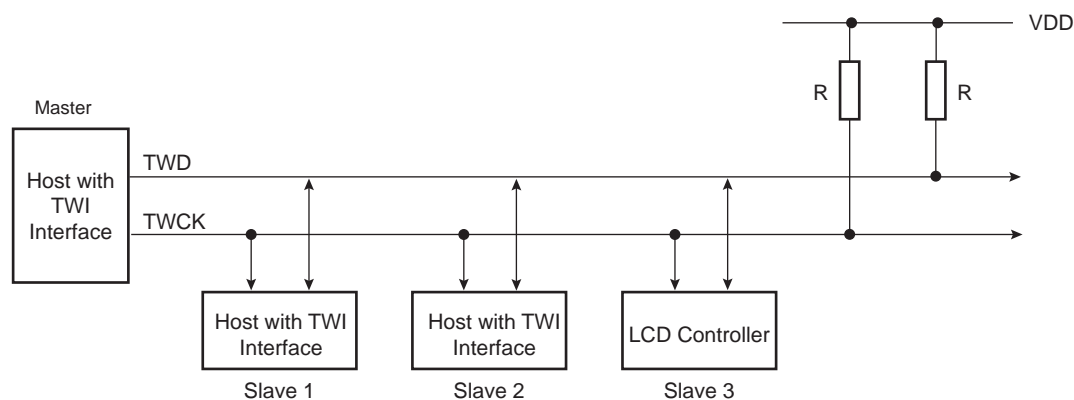 VDD
R
R
Master
Host with
TWI
Interface
TWD
TWCK
Host with TWI
Interface
Slave 1
Host with TWI
Interface
Slave 2
LCD Controller
Slave 3